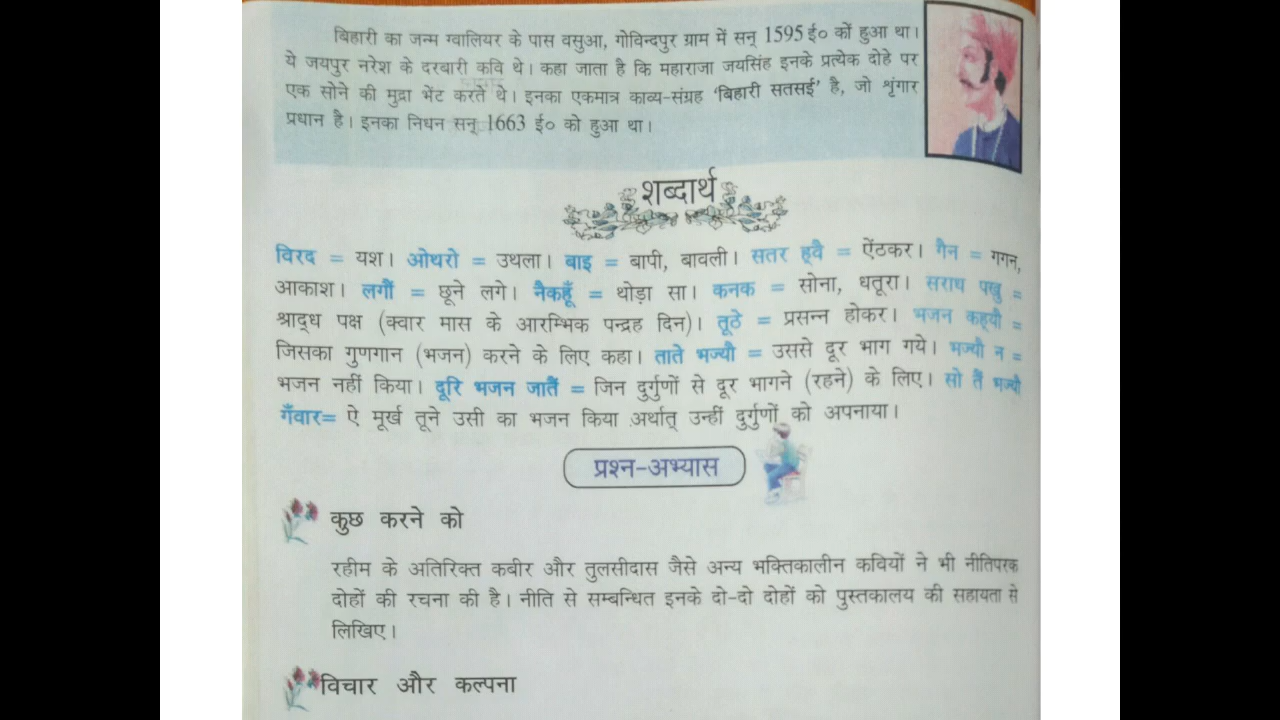 बिहारी का जन्म ग्वालियर के पास वसुआ, गोविन्दपुर ग्राम में सन् 1595 ई० कों हुआ था।
ये जयपुर नरेश के दरबारी कवि थे। कहा जाता है कि महाराजा जयसिंह इनके प्रत्येक दोहे पर
एक सोने की मुद्रा भेंट करते थे। इनका एकमात्र काव्य-संग्रह ‘बिहारी सतसई’ है, जो शृंगार
प्रधान है। इनका निधन सन् 1663 ई० को हुआ था।
शब्दार्थ
विरद = यश। ओथरो = उथला। बाइ = बापी, बावली। सतर ह्वै = ऐंठकर। गैन = गगन,
आकाश। लगौं = छूने लगे। नैकहूँ = थोड़ा सा। कनक = सोना, धतूरा। सराध पखु =
श्राद्ध पक्ष (क्वार मास के आरम्भिक पन्द्रह दिन)। तूठे = प्रसन्न होकर। भजन कह्यौ =
जिसका गुणगान (भजन) करने के लिए कहा। ताते भज्यौ = उससे दूर भाग गये। भज्यौ न =
भजन नहीं किया। दूरि भजन जातैं = जिन दुर्गुणों से दूर भागने (रहने) के लिए। सो तैं भज्यौ
गँवार= ऐ मूर्ख तूने उसी का भजन किया अर्थात् उन्हीं दुर्गुणों को अपनाया।
प्रश्न-अभ्यास
कुछ करने को
रहीम के अतिरिक्त कबीर और तुलसीदास जैसे अन्य भक्तिकालीन कवियों ने भी नीतिपरक
दोहों की रचना की है। नीति से सम्बन्धित इनके दो-दो दोहों को पुस्तकालय की सहायता से
लिखिए।
विचार और कल्पना